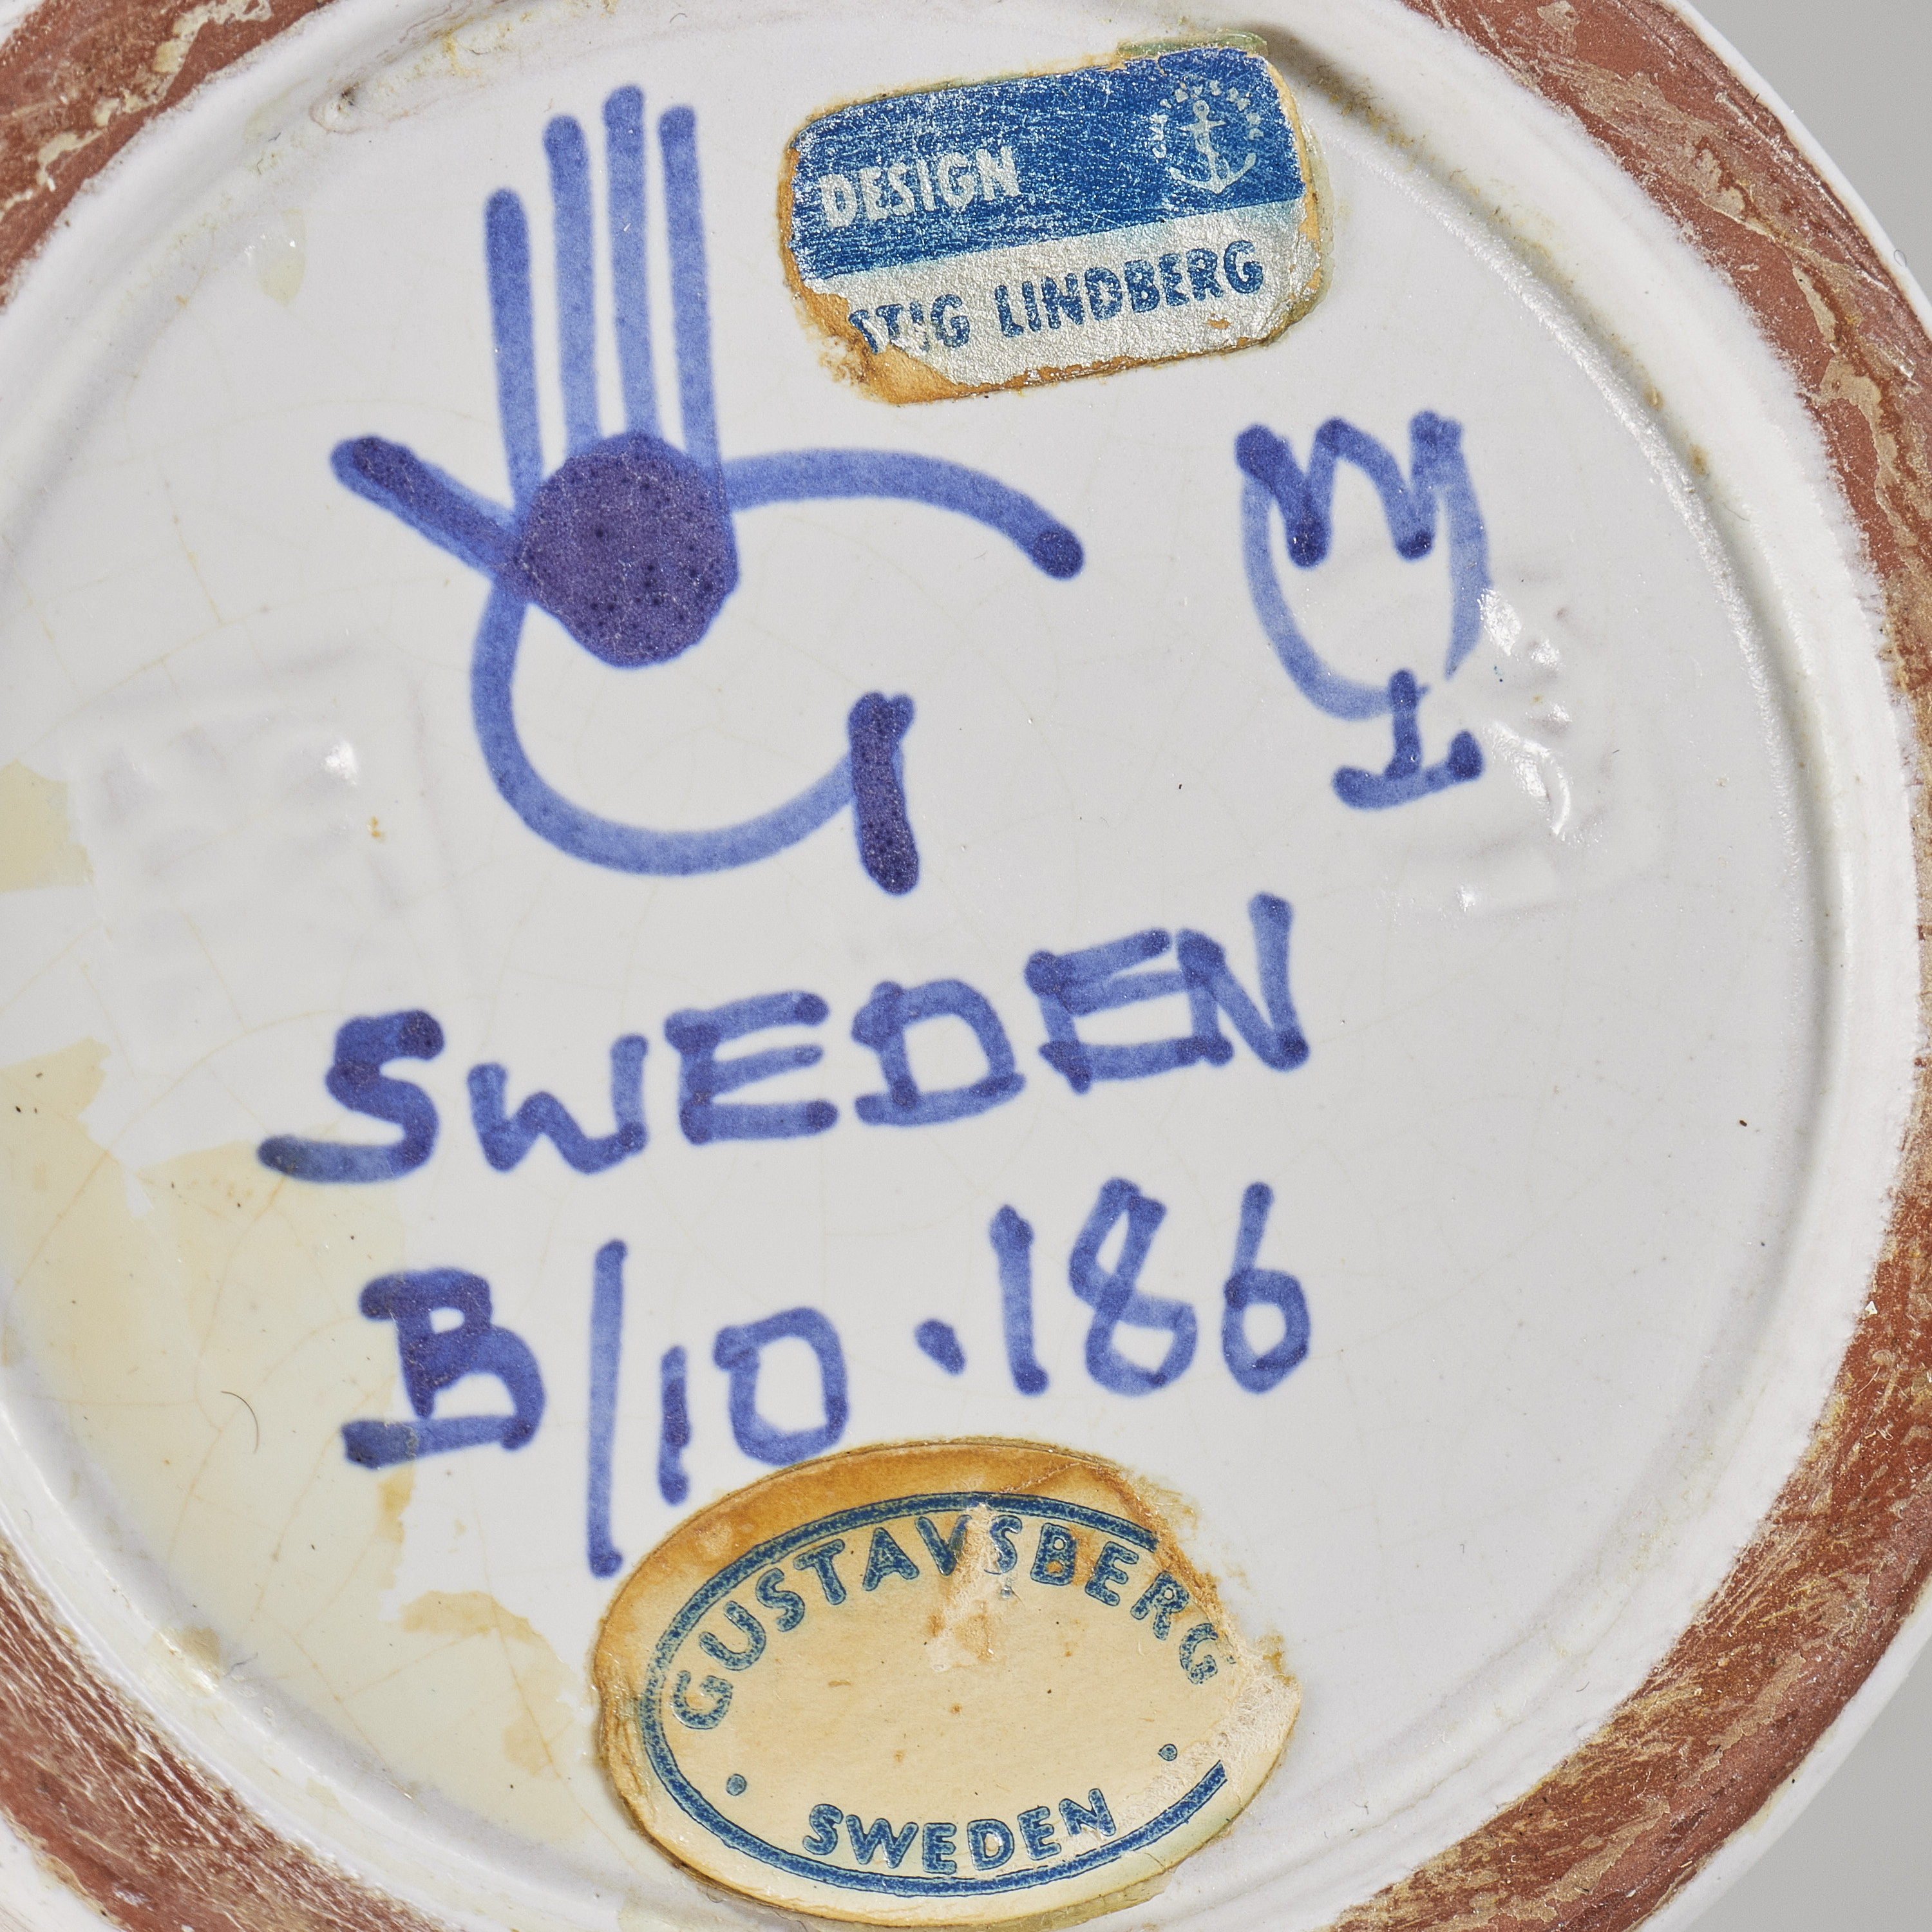 DESIGN
STIG LINDBERG
SWEDEN
B/10.186
GUSTAVSBERG
SWEDEN